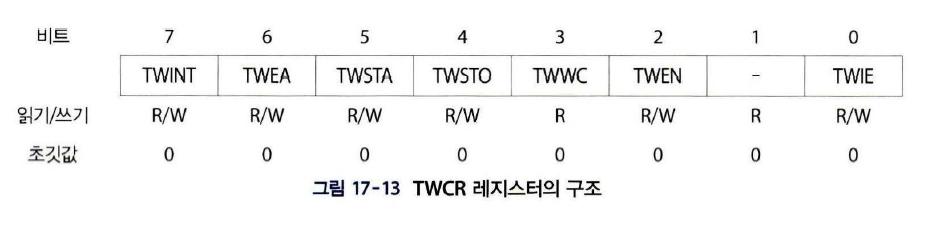 비트 7 6 5 4 3 2 1 0
TWINT TWEA TWSTA TWSTO TWWC TWEN - TWIE
읽기/쓰기 R/W R/W R/W R/W R R/W R R/W
초깃값 0 0 0 0 0 0 0 0
그림 17-13 TWCR 레지스터의 구조